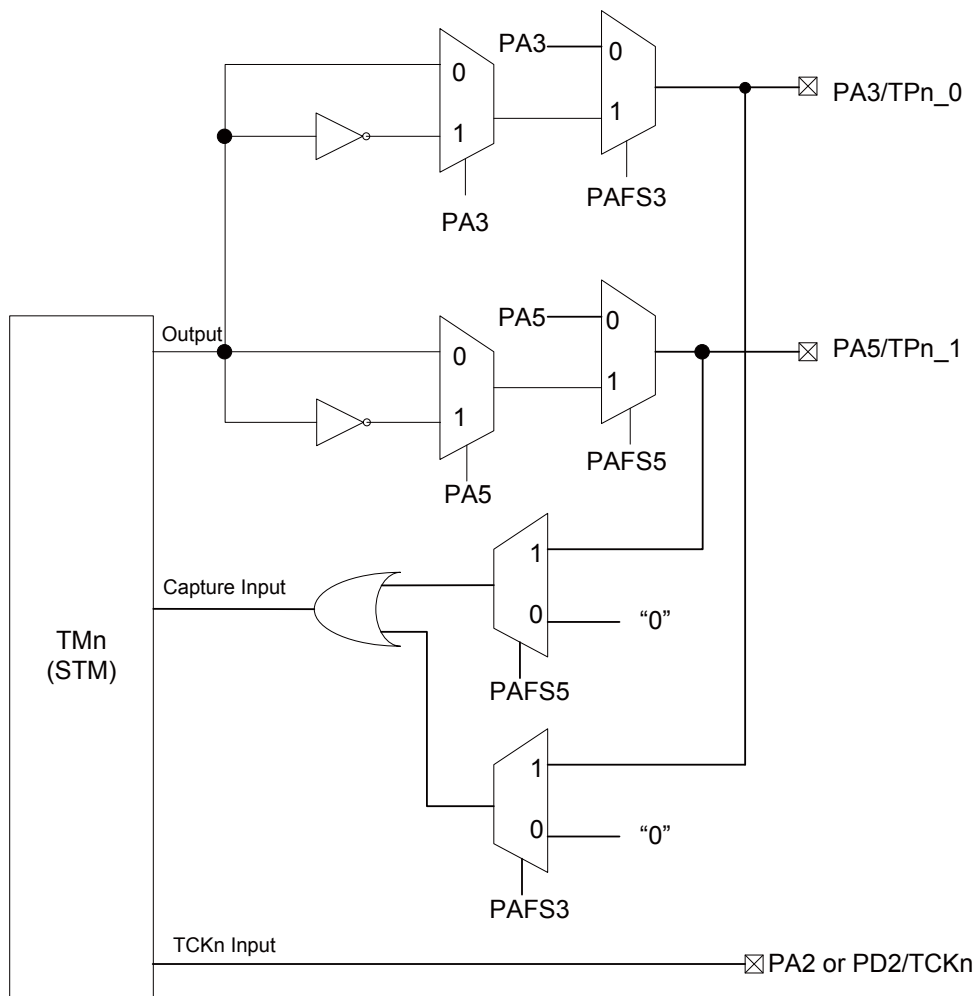 PA3
0
0
1
1
PA3/TPn_0
PAFS3
PA3
PA5
0
Output
0
1
1
PA5/TPn_1
PAFS5
PA5
1
Capture Input
0
“0”
TMn
(STM)
PAFS5
1
0
“0”
PAFS3
TCKn Input
PA2 or PD2/TCKn